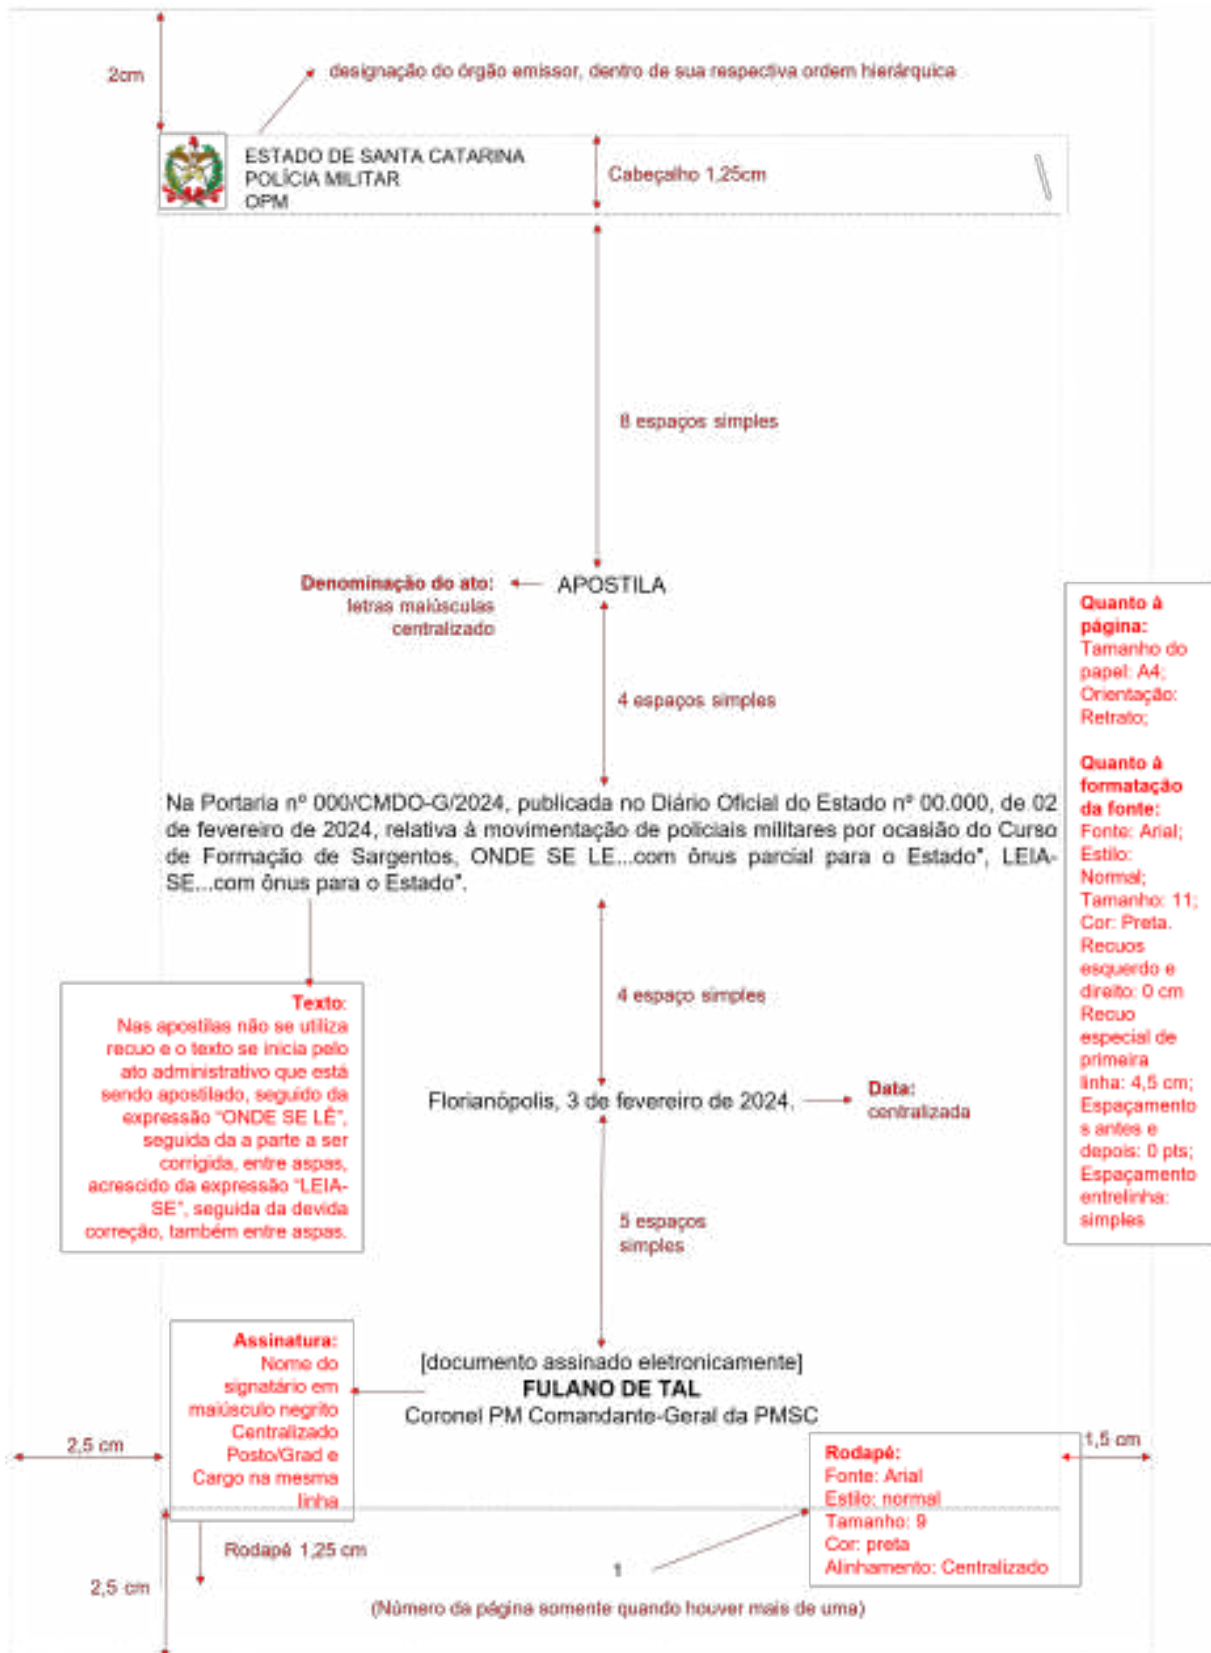 2cm
designação do órgão emissor, dentro de sua respectiva ordem hierárquica
ESTADO DE SANTA CATARINA
POLÍCIA MILITAR
OPM
Cabeçalho 1,25cm
8 espaços simples
Denominação do ato:
letras maiúsculas
centralizado
APOSTILA
4 espaços simples
Quanto à
página:
Tamanho do
papel: A4;
Orientação:
Retrato;
Quanto à
formatação
da fonte:
Fonte: Arial;
Estilo:
Normal;
Tamanho: 11;
Cor: Preta.
Recuos
esquerdo e
direito: 0 cm
Recuo
especial de
primeira
linha: 4,5 cm;
Espaçamento
s antes e
depois: 0 pts;
Espaçamento
entrelinha:
simples
Na Portaria nº 000/CMDO-G/2024, publicada no Diário Oficial do Estado nº 00.000, de 02
de fevereiro de 2024, relativa à movimentação de policiais militares por ocasião do Curso
de Formação de Sargentos, ONDE SE LE...com ônus parcial para o Estado", LEIA-
SE...com ônus para o Estado".
Texto:
Nas apostilas não se utiliza
recuo e o texto se inicia pelo
ato administrativo que está
sendo apostilado, seguido da
expressão "ONDE SE LÊ",
seguida da a parte a ser
corrigida, entre aspas,
acrescido da expressão "LEIA-
SE", seguida da devida
correção, também entre aspas.
4 espaço simples
Florianópolis, 3 de fevereiro de 2024.
Data:
centralizada
5 espaços
simples
Assinatura:
Nome do
signatário em
maiúsculo negrito
Centralizado
Posto/Grad e
Cargo na mesma
linha
[documento assinado eletronicamente]
FULANO DE TAL
Coronel PM Comandante-Geral da PMSC
2,5 cm
1,5 cm
Rodapé:
Fonte: Arial
Estilo: normal
Tamanho: 9
Cor: preta
Alinhamento: Centralizado
Rodapé 1,25 cm
2,5 cm
1
(Número da página somente quando houver mais de uma)